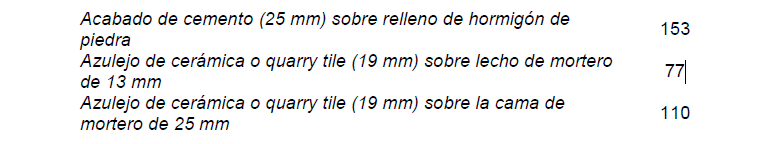 Acabado de cemento (25 mm) sobre relleno de hormigón de
piedra 153
Azulejo de cerámica o quarry tile (19 mm) sobre lecho de mortero
de 13 mm 77
Azulejo de cerámica o quarry tile (19 mm) sobre la cama de
mortero de 25 mm 110